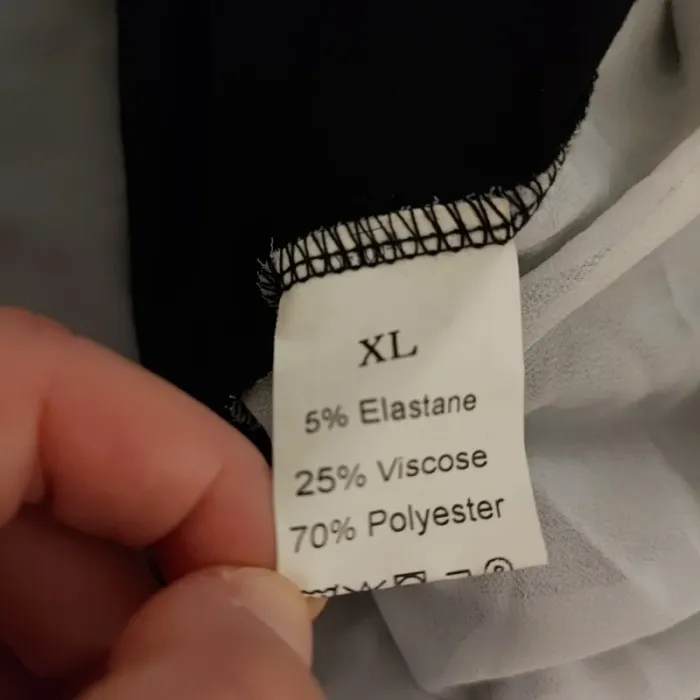 XL
5% Elastane
25% Viscose
70% Polyester